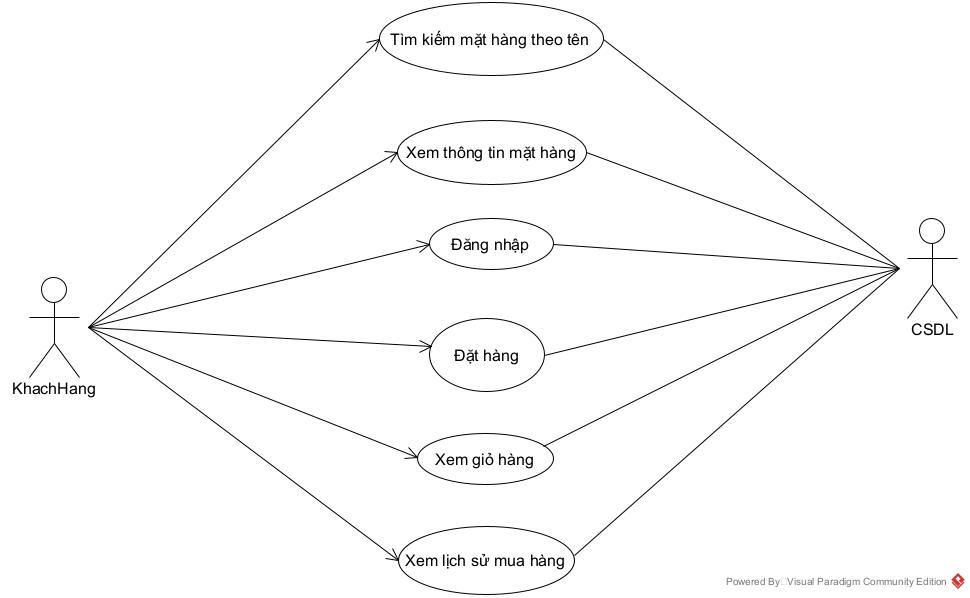 Tìm kiếm mặt hàng theo tên
Xem thông tin mặt hàng
Đăng nhập
Đặt hàng
Xem giỏ hàng
Xem lịch sử mua hàng
KhachHang
CSDL
Powered By Visual Paradigm Community Edition